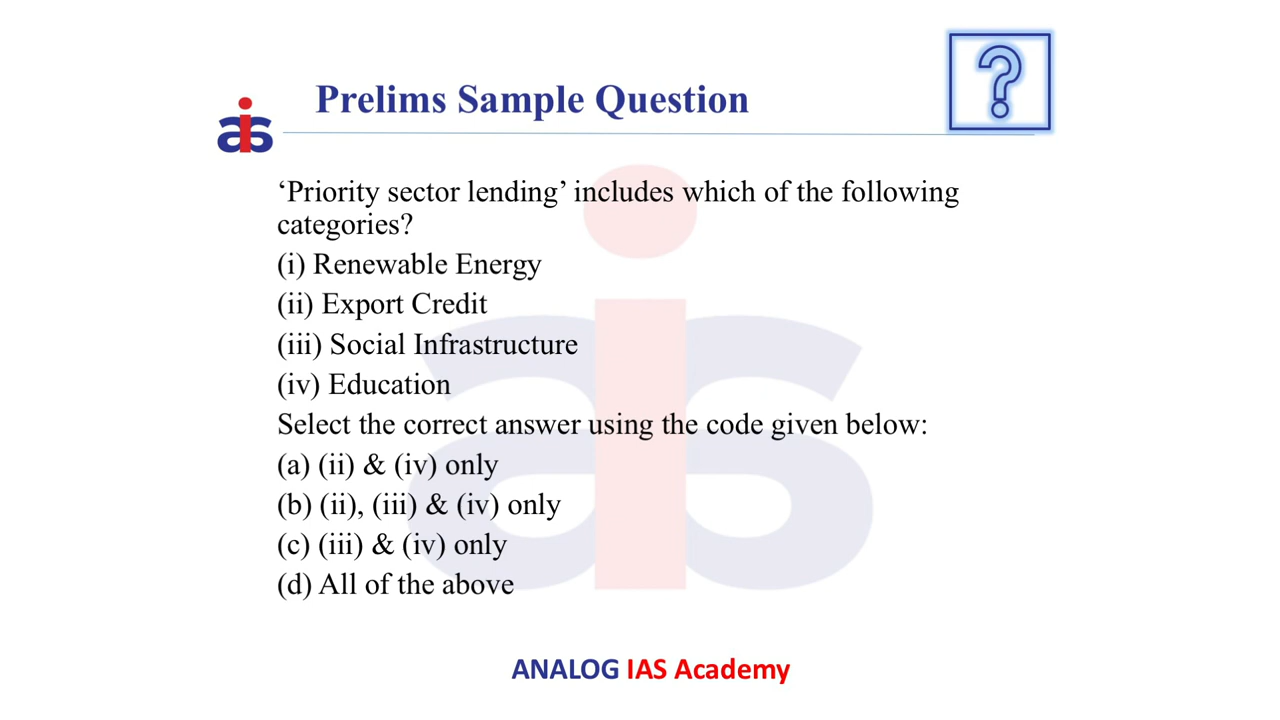 Prelims Sample Question
ais
‘Priority sector lending’ includes which of the following
categories?
(i) Renewable Energy
(ii) Export Credit
(iii) Social Infrastructure
(iv) Education
Select the correct answer using the code given below:
(a) (ii) & (iv) only
(b) (ii), (iii) & (iv) only
(c) (iii) & (iv) only
(d) All of the above
ANALOG IAS Academy